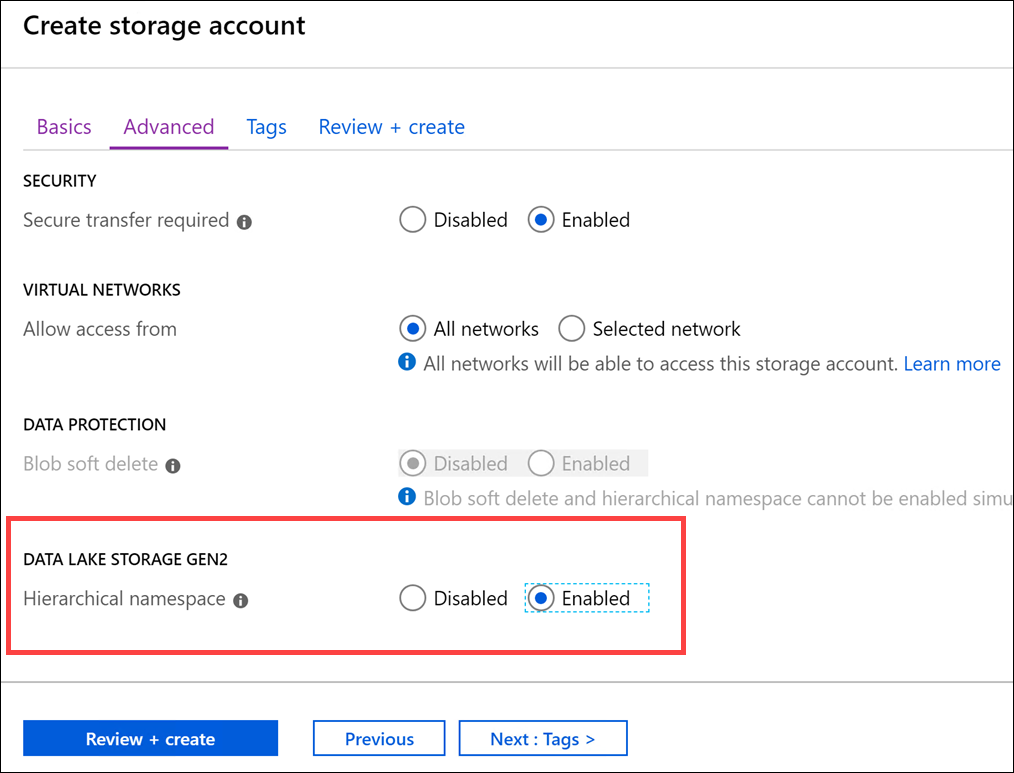 Create storage account
Basics Advanced Tags Review + create
SECURITY
Secure transfer required Disabled Enabled
VIRTUAL NETWORKS
Allow access from All networks Selected network
All networks will be able to access this storage account. Learn more
DATA PROTECTION
Blob soft delete Disabled Enabled
Blob soft delete and hierarchical namespace cannot be enabled simu
DATA LAKE STORAGE GEN2
Hierarchical namespace Disabled Enabled
Review + create Previous Next : Tags >